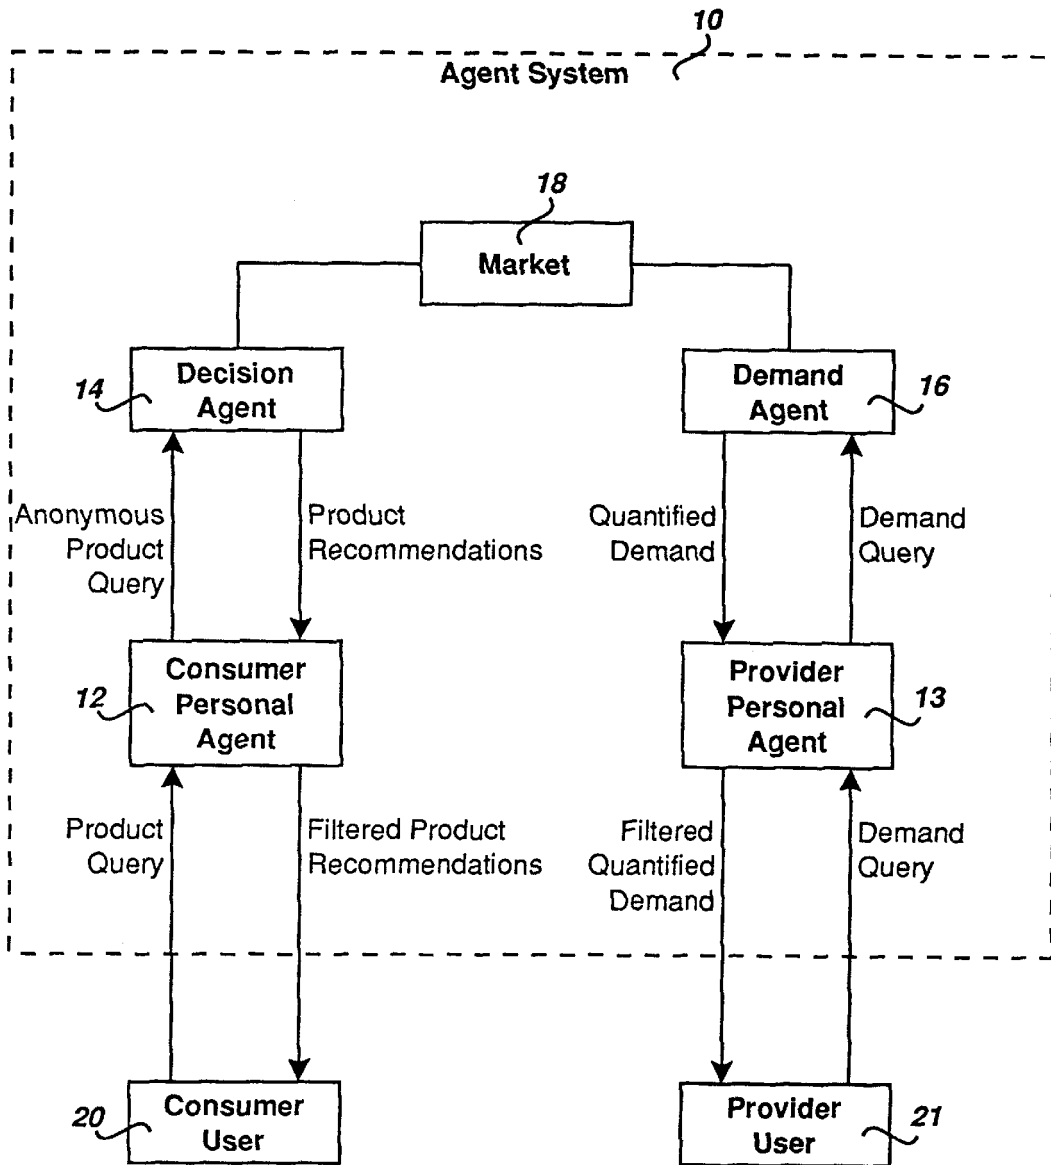 10
Agent System
18
Market
14
Decision
Agent
Demand
Agent
16
Anonymous
Product
Query
Product
Recommendations
Quantified
Demand
Demand
Query
12
Consumer
Personal
Agent
Provider
Personal
Agent
13
Product
Query
Filtered Product
Recommendations
Filtered
Quantified
Demand
Demand
Query
20
Consumer
User
Provider
User
21